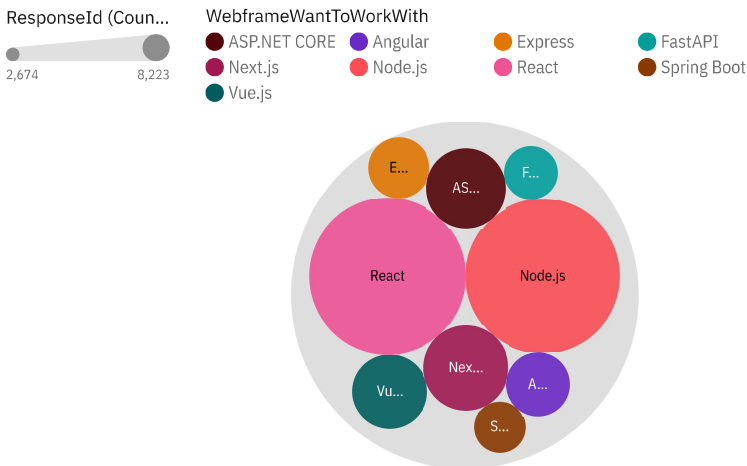 ResponseId (Coun...
2,674 8,223
WebframeWantToWorkWith
ASP.NET CORE Angular Express FastAPI
Next.js Node.js React Spring Boot
Vue.js
E...
AS...
F...
React
Node.js
Nex...
Vu...
A...
S...